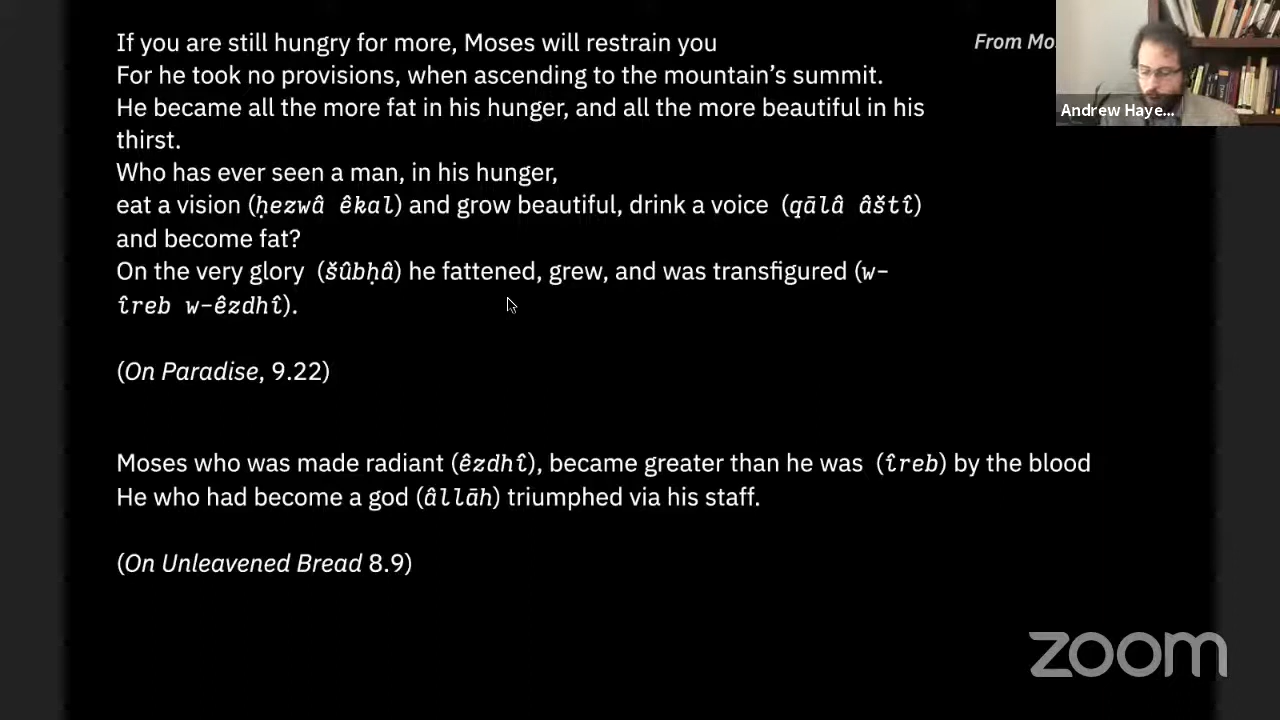 If you are still hungry for more, Moses will restrain you
From Mo
For he took no provisions, when ascending to the mountain's summit.
He became all the more fat in his hunger, and all the more beautiful in his
thirst.
Andrew Haye...
Who has ever seen a man, in his hunger,
eat a vision (ḥezwâ êkal) and grow beautiful, drink a voice (qālâ âštî)
and become fat?
On the very glory (šûbḥâ) he fattened, grew, and was transfigured (w-
îreb w-êzdhî).
(On Paradise, 9.22)
Moses who was made radiant (êzdhî), became greater than he was (îreb) by the blood
He who had become a god (âllāh) triumphed via his staff.
(On Unleavened Bread 8.9)
zoom